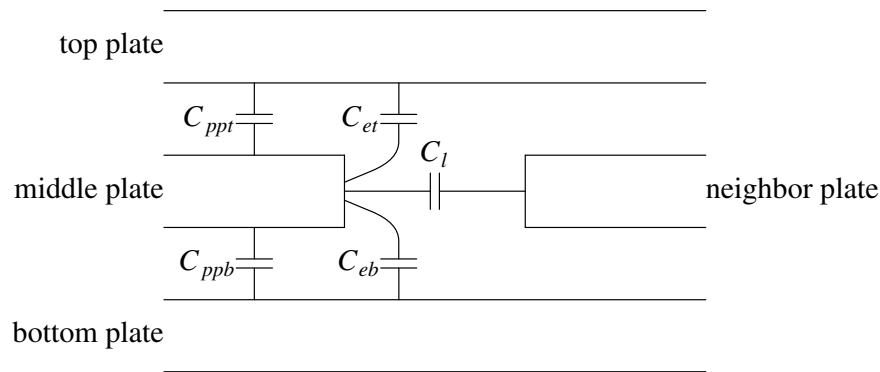 top plate
C_ppt C_et
C_l
middle plate neighbor plate
C_ppb C_eb
bottom plate